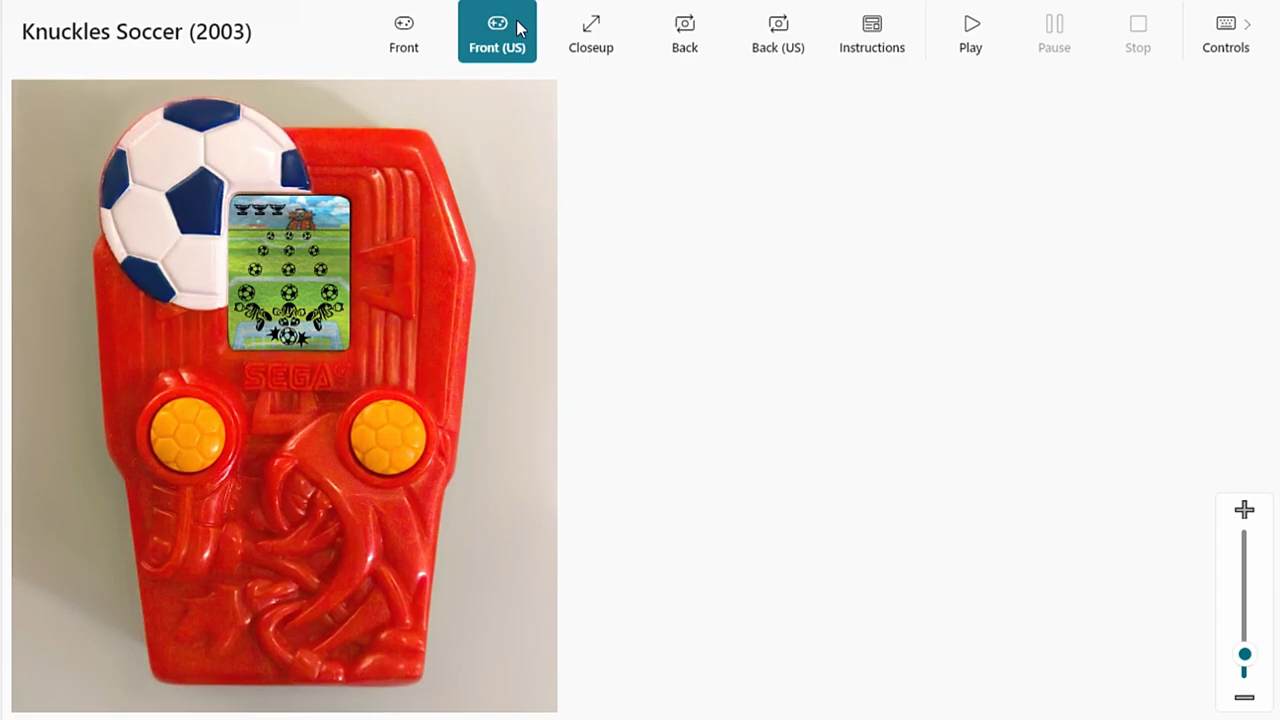 Knuckles Soccer (2003)
Front
Front (US)
Closeup
Back
Back (US)
Instructions
Play
Pause
Stop
Controls
SEGA